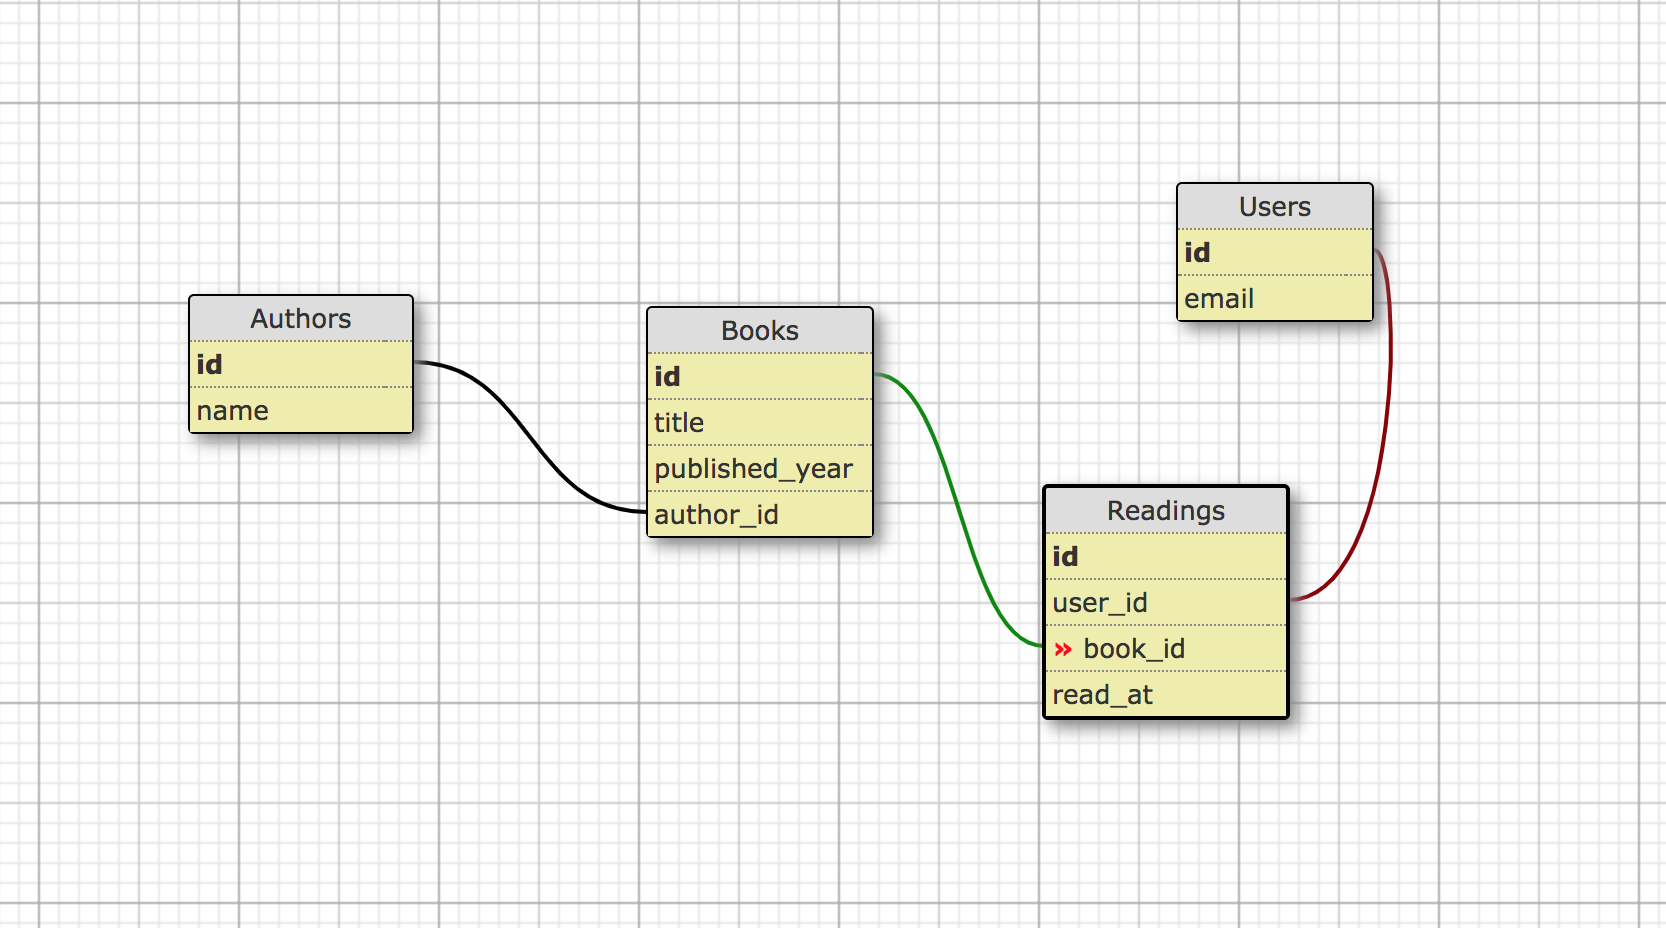 Authors
id
name
Books
id
title
published_year
author_id
Users
id
email
Readings
id
user_id
» book_id
read_at